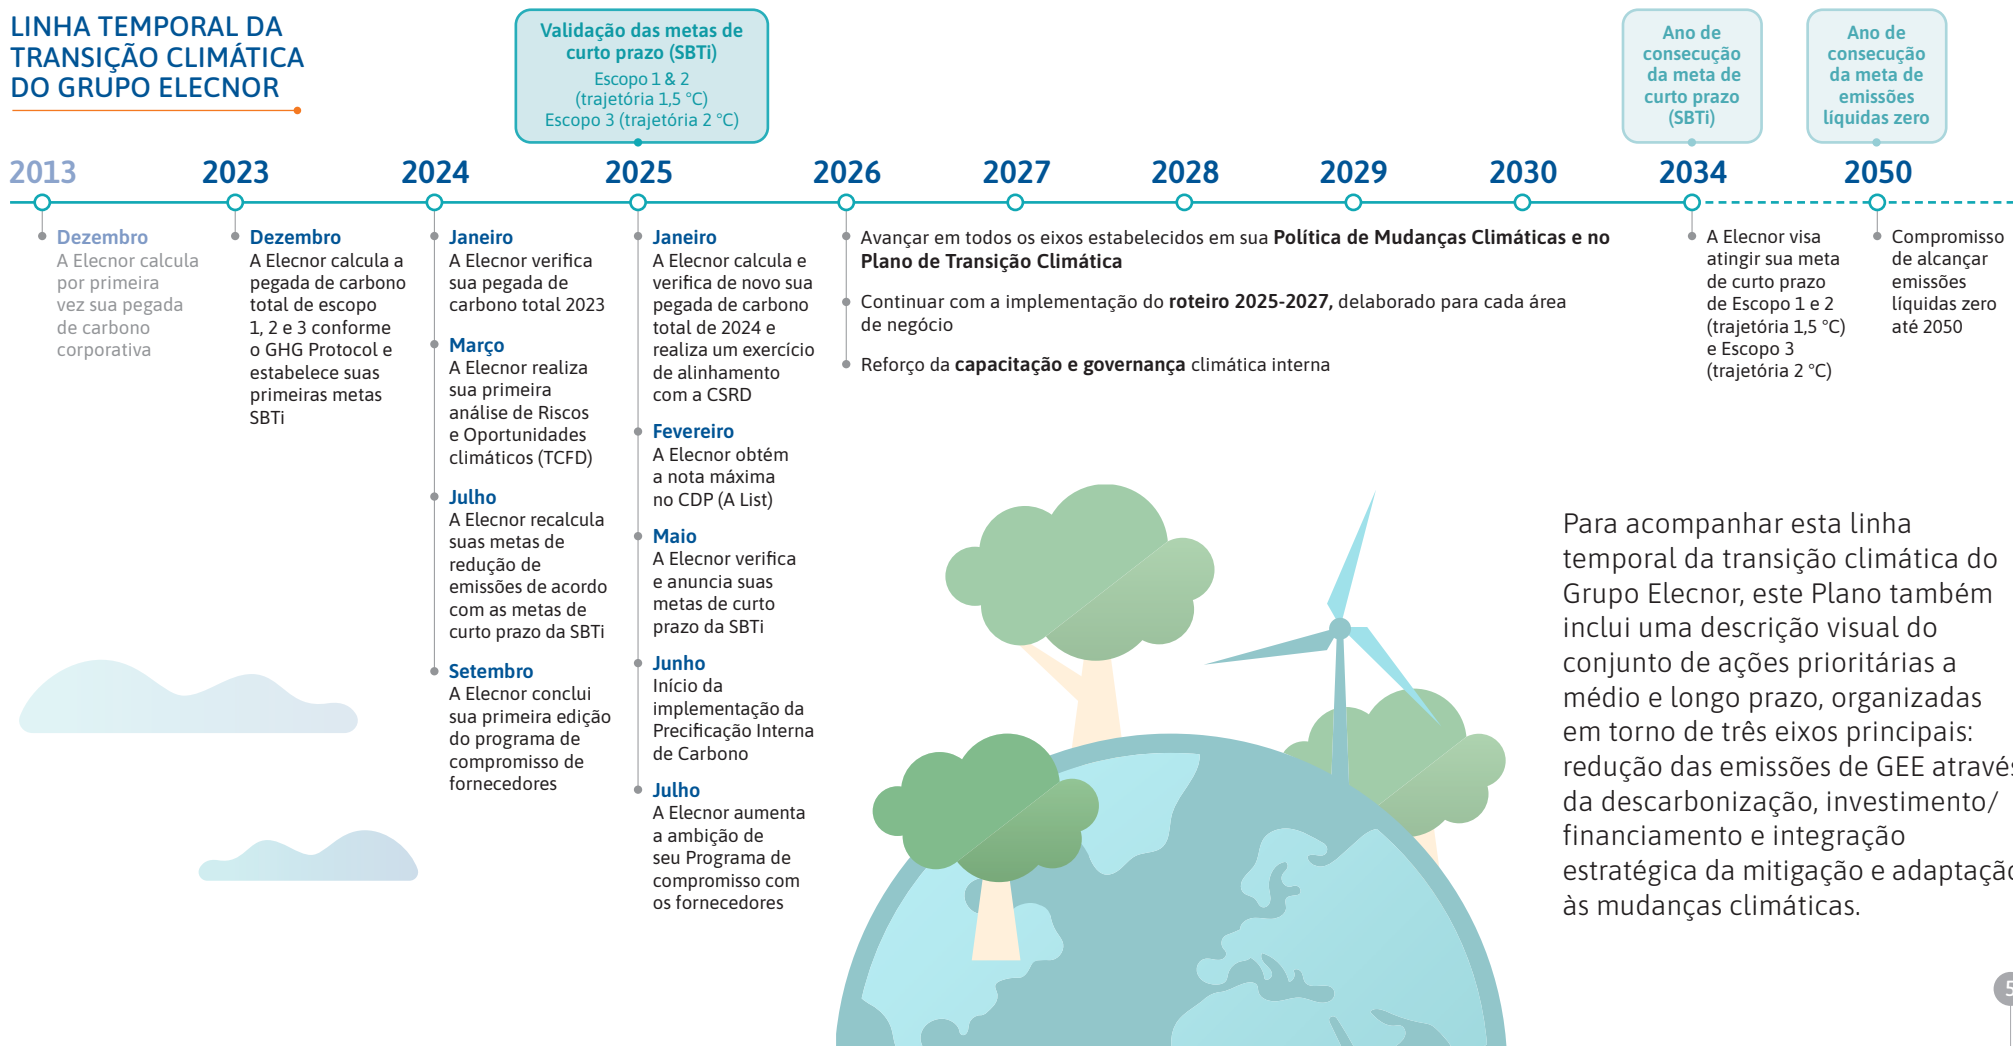 LINHA TEMPORAL DA
TRANSIÇÃO CLIMÁTICA
DO GRUPO ELECNOR
Validação das metas de
curto prazo (SBTi)
Escopo 1 & 2
(trajetória 1,5 °C)
Escopo 3 (trajetória 2 °C)
Ano de
consecução
da meta de
curto prazo
(SBTi)
Ano de
consecução
da meta de
emissões
líquidas zero
2013
2023
2024
2025
2026
2027
2028
2029
2030
2034
2050
Dezembro
A Elecnor calcula
por primeira
vez sua pegada
de carbono
corporativa
Dezembro
A Elecnor calcula a
pegada de carbono
total de escopo
1, 2 e 3 conforme
o GHG Protocol e
estabelece suas
primeiras metas
SBTi
Janeiro
A Elecnor verifica
sua pegada de
carbono total 2023
Março
A Elecnor realiza
sua primeira
análise de Riscos
e Oportunidades
climáticos (TCFD)
Julho
A Elecnor recalcula
suas metas de
redução de
emissões de acordo
com as metas de
curto prazo da SBTi
Setembro
A Elecnor conclui
sua primeira edição
do programa de
compromisso de
fornecedores
Janeiro
A Elecnor calcula e
verifica de novo sua
pegada de carbono
total de 2024 e
realiza um exercício
de alinhamento
com a CSRD
Fevereiro
A Elecnor obtém
a nota máxima
no CDP (A List)
Maio
A Elecnor verifica
e anuncia suas
metas de curto
prazo da SBTi
Junho
Início da
implementação da
Precificação Interna
de Carbono
Julho
A Elecnor aumenta
a ambição de
seu Programa de
compromisso com
os fornecedores
Avançar em todos os eixos estabelecidos em sua Política de Mudanças Climáticas e no
Plano de Transição Climática
Continuar com a implementação do roteiro 2025-2027, delaborado para cada área
de negócio
Reforço da capacitação e governança climática interna
A Elecnor visa
atingir sua meta
de curto prazo
de Escopo 1 e 2
(trajetória 1,5 °C)
e Escopo 3
(trajetória 2 °C)
Compromisso
de alcançar
emissões
líquidas zero
até 2050
Para acompanhar esta linha
temporal da transição climática do
Grupo Elecnor, este Plano também
inclui uma descrição visual do
conjunto de ações prioritárias a
médio e longo prazo, organizadas
em torno de três eixos principais:
redução das emissões de GEE através
da descarbonização, investimento/
financiamento e integração
estratégica da mitigação e adaptação
às mudanças climáticas.
5